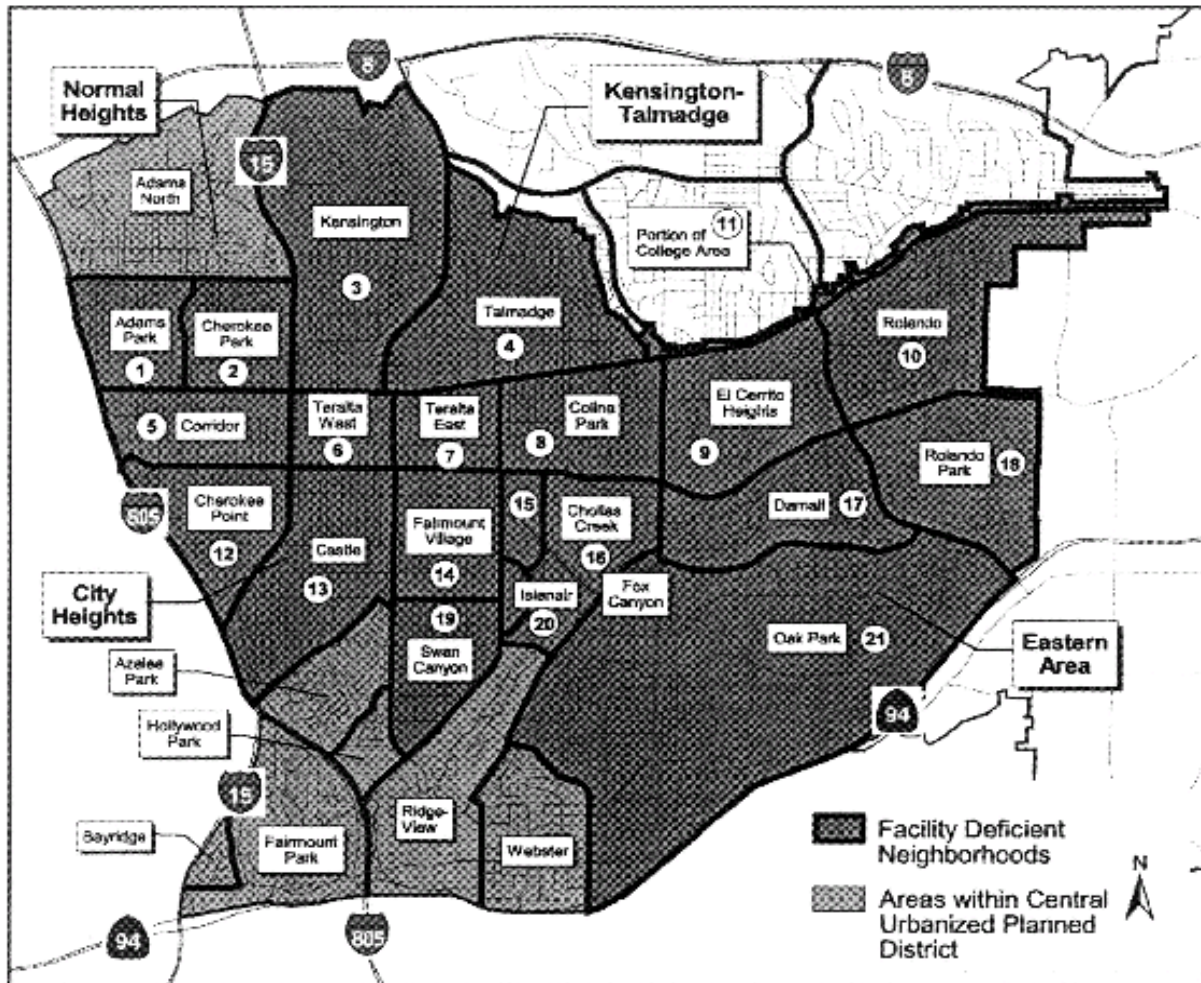 8
8
Normal
Heights
Kensington-
Talmadge
15
Adams
North
Kensington
3
11
Portion of
College Area
Talmadge
4
Rolando
10
Adams
Park
1
Cherokee
Park
2
5
Corridor
Teralta
West
6
Teralta
East
7
Colina
Park
8
El Cerrito
Heights
9
Rolando
Park
18
805
Cherokee
Point
12
Castle
13
Fairmount
Village
14
15
Chollas
Creek
16
Darnall
17
City
Heights
Islenair
20
Fox
Canyon
19
Swan
Canyon
Oak Park
21
Eastern
Area
Azalea
Park
Hollywood
Park
94
15
Bayridge
Fairmount
Park
Ridge-
View
Webster
94
805
Facility Deficient
Neighborhoods
Areas within Central
Urbanized Planned
District
N